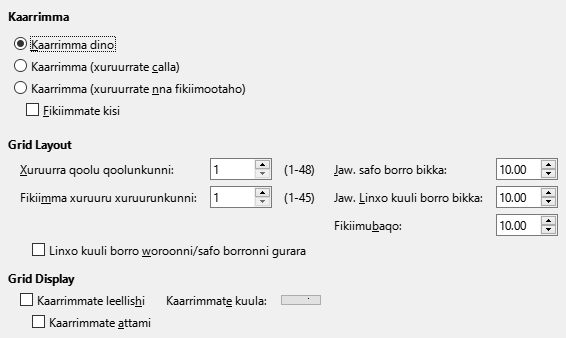 Kaarrimma
Kaarrimma dino
Kaarrimma (xuruurrate calla)
Kaarrimma (xuruurrate nna fikiimootaho)
Fikiimmate kisi
Grid Layout
Xuruurra qoolu qoolunkunni: 1 (1-48) Jaw. safo borro bikka: 10.00
Fikiimma xuruuru xuruurunkunni: 1 (1-45) Jaw. Linxo kuuli borro bikka: 10.00
Fikiimubaqo: 10.00
Linxo kuuli borro woroonni/safo borronni gurara
Grid Display
Kaarrimmate leellishi Kaarrimmate kuula:
Kaarrimmate attami